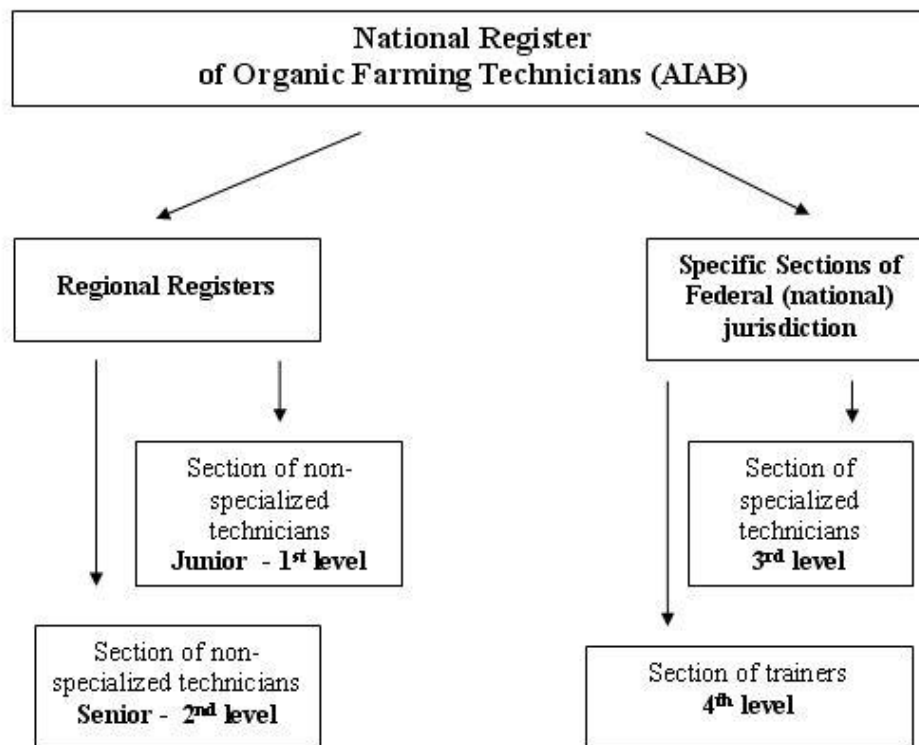 National Register
of Organic Farming Technicians (AIAB)
Regional Registers
Specific Sections of
Federal (national)
jurisdiction
Section of non-
specialized
technicians
Junior - 1st level
Section of
specialized
technicians
3rd level
Section of non-
specialized technicians
Senior - 2nd level
Section of trainers
4th level